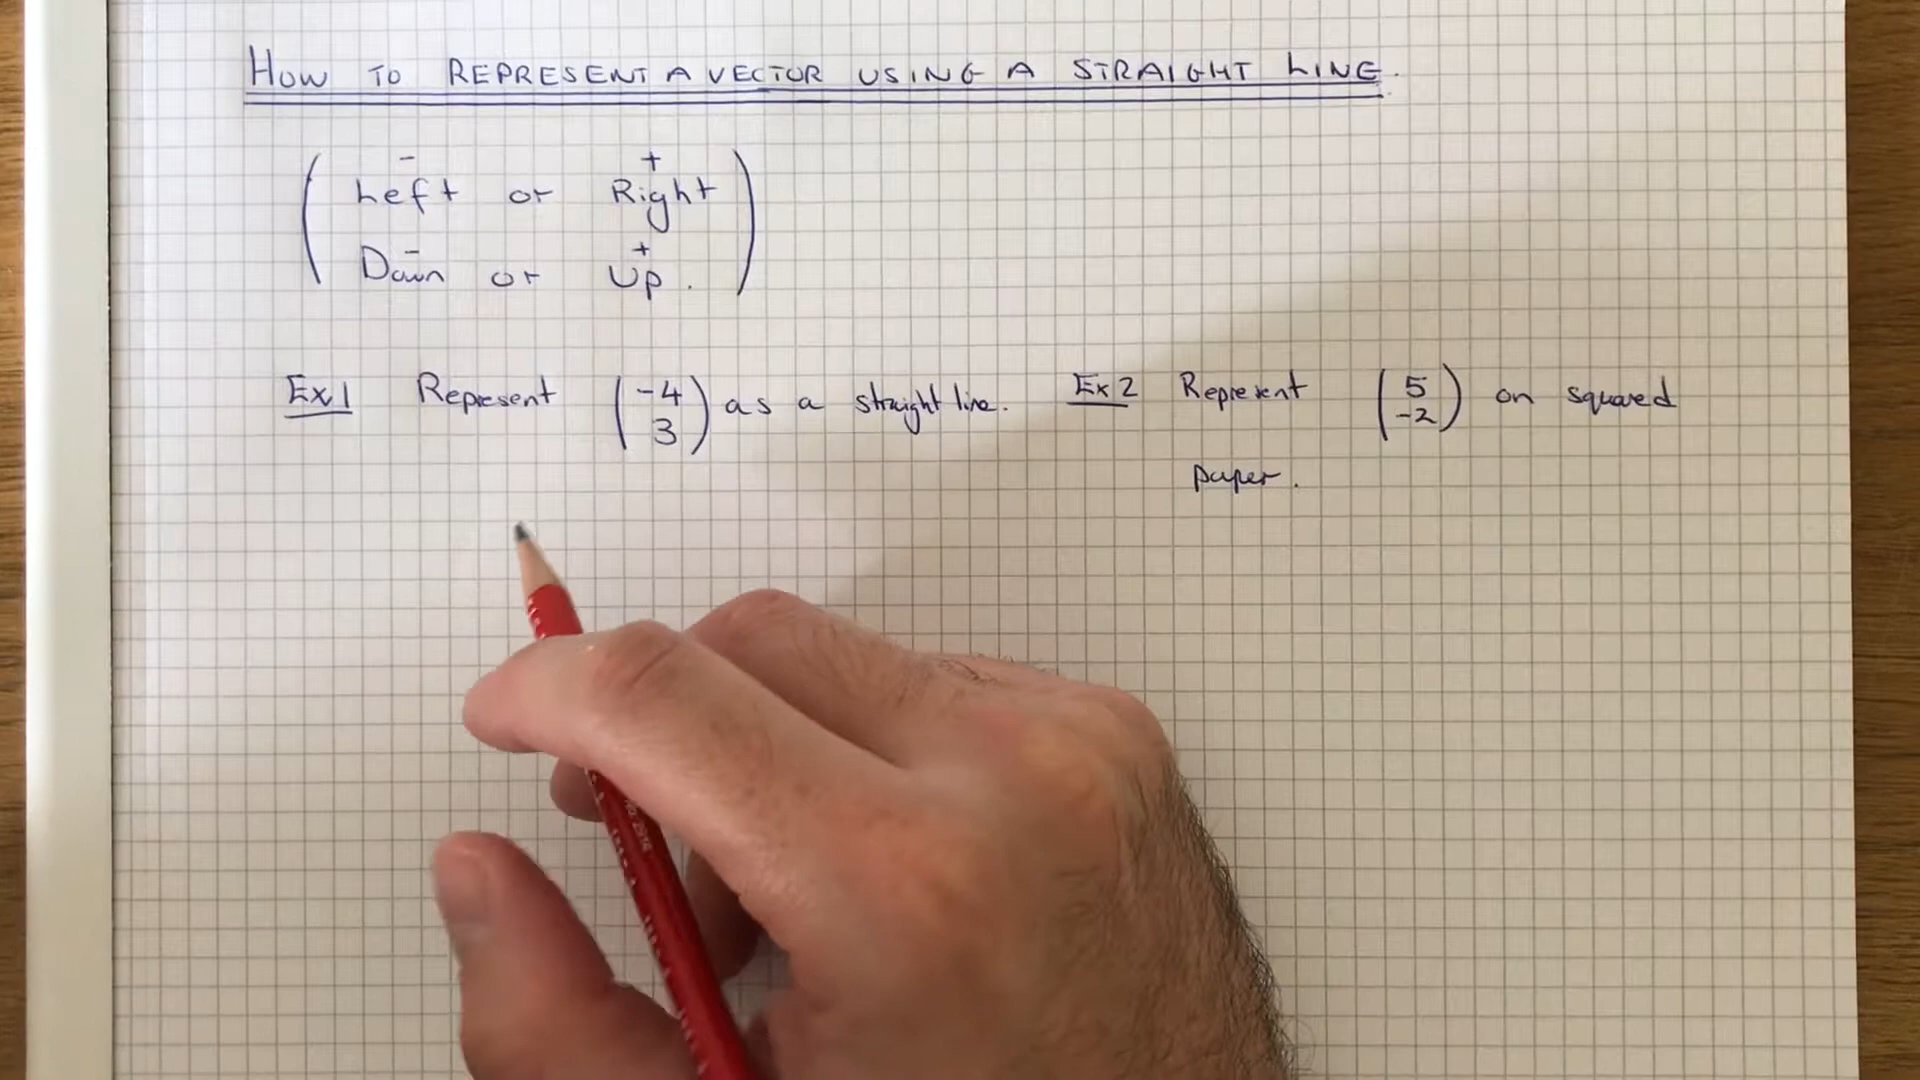 HOW TO REPRESENT A VECTOR USING A STRAIGHT LINE.
- +
Left or Right
- +
Down or Up.
Ex1 Represent (-4 3) as a straight line.
Ex2 Represent (5 -2) on squared
paper.